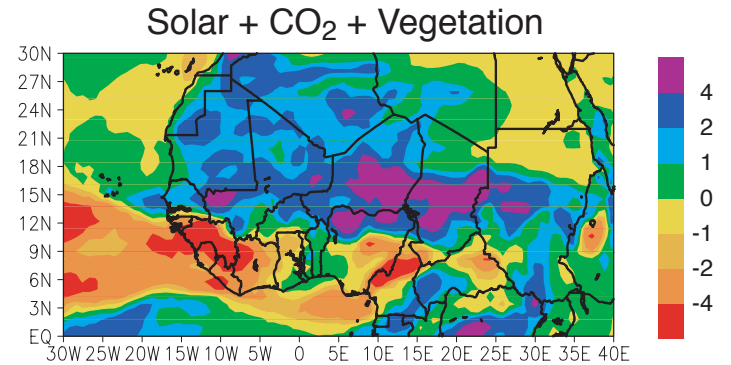 Solar + CO2 + Vegetation
30N
27N
24N
21N
18N
15N
12N
9N
6N
3N
EQ
30W 25W 20W 15W 10W 5W 0 5E 10E 15E 20E 25E 30E 35E 40E
4
2
1
0
-1
-2
-4